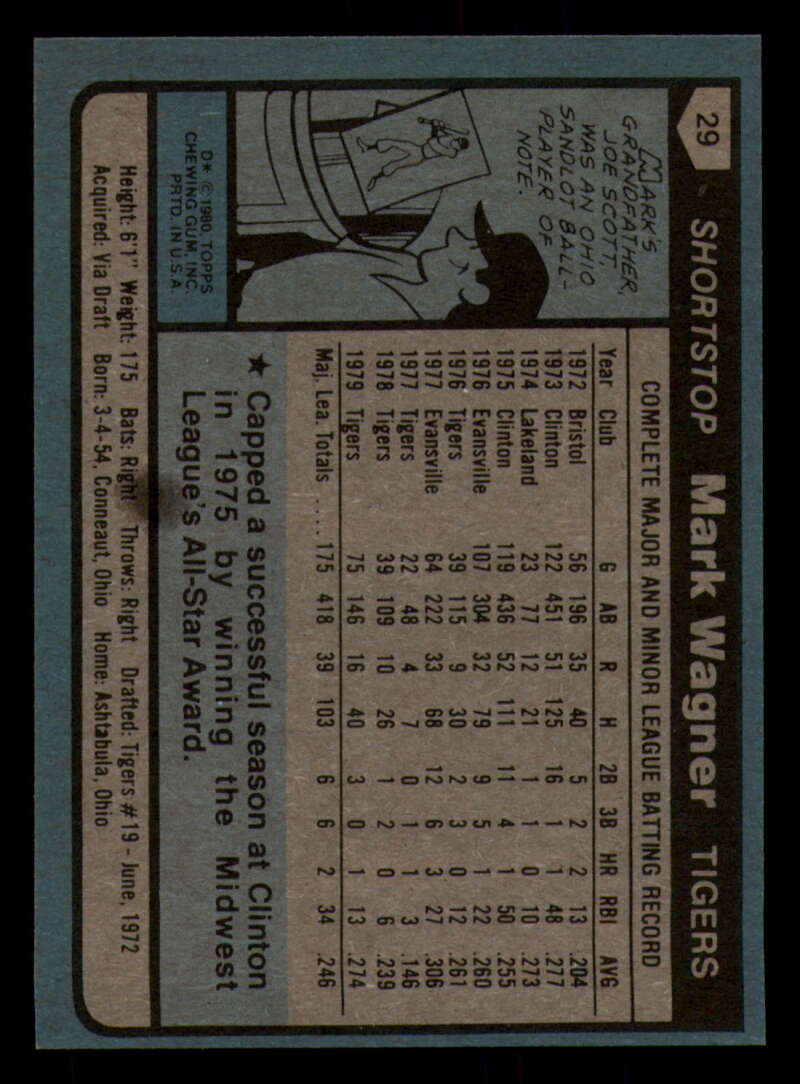 29
SHORTSTOP Mark Wagner TIGERS
MARK'S
GRANDFATHER,
JOE SCOTT,
WAS AN OHIO
SANDLOT BALL-
PLAYER OF
NOTE.
D* © 1980, TOPPS
CHEWING GUM, INC.
PRTD. IN U.S.A.
COMPLETE MAJOR AND MINOR LEAGUE BATTING RECORD
Year Club G AB R H 2B 3B HR RBI AVG
1972 Bristol 56 196 35 40 5 2 2 13 .204
1973 Clinton 122 451 51 125 16 1 1 48 .277
1974 Lakeland 23 77 12 21 1 1 0 10 .273
1975 Clinton 119 436 52 111 11 4 1 50 .255
1976 Evansville 107 304 32 79 9 5 1 22 .260
1976 Tigers 39 115 9 30 2 3 0 12 .261
1977 Evansville 64 222 33 68 12 6 3 27 .306
1977 Tigers 22 48 4 7 0 1 1 3 .146
1978 Tigers 39 109 10 26 1 2 0 6 .239
1979 Tigers 75 146 16 40 3 0 1 13 .274
Maj. Lea. Totals .... 175 418 39 103 6 6 2 34 .246
★ Capped a successful season at Clinton
in 1975 by winning the Midwest
League's All-Star Award.
Height: 6'1" Weight: 175 Bats: Right Throws: Right Drafted: Tigers #19 - June, 1972
Acquired: Via Draft Born: 3-4-54, Conneaut, Ohio Home: Ashtabula, Ohio